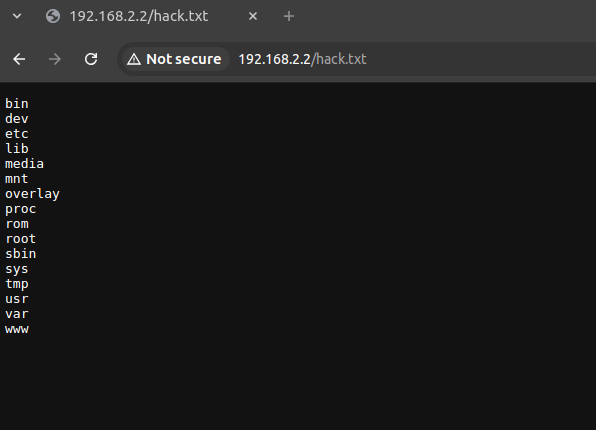 192.168.2.2/hack.txt
Not secure 192.168.2.2/hack.txt
bin
dev
etc
lib
media
mnt
overlay
proc
rom
root
sbin
sys
tmp
usr
var
www